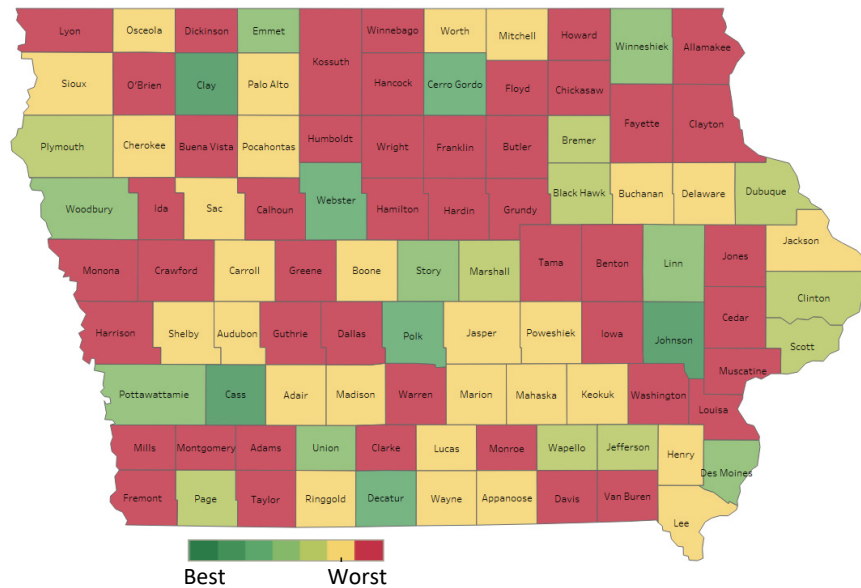 Lyon
Osceola
Dickinson
Emmet
Kossuth
Winnebago
Worth
Mitchell
Howard
Winneshiek
Allamakee
Sioux
O'Brien
Clay
Palo Alto
Hancock
Cerro Gordo
Floyd
Chickasaw
Fayette
Clayton
Plymouth
Cherokee
Buena Vista
Pocahontas
Humboldt
Wright
Franklin
Butler
Bremer
Woodbury
Ida
Sac
Calhoun
Webster
Hamilton
Hardin
Grundy
Black Hawk
Buchanan
Delaware
Dubuque
Monona
Crawford
Carroll
Greene
Boone
Story
Marshall
Tama
Benton
Linn
Jones
Jackson
Clinton
Harrison
Shelby
Audubon
Guthrie
Dallas
Polk
Jasper
Poweshiek
Iowa
Johnson
Cedar
Scott
Muscatine
Pottawattamie
Cass
Adair
Madison
Warren
Marion
Mahaska
Keokuk
Washington
Louisa
Mills
Montgomery
Adams
Union
Clarke
Lucas
Monroe
Wapello
Jefferson
Henry
Des Moines
Fremont
Page
Taylor
Ringgold
Decatur
Wayne
Appanoose
Davis
Van Buren
Lee
Best
Worst